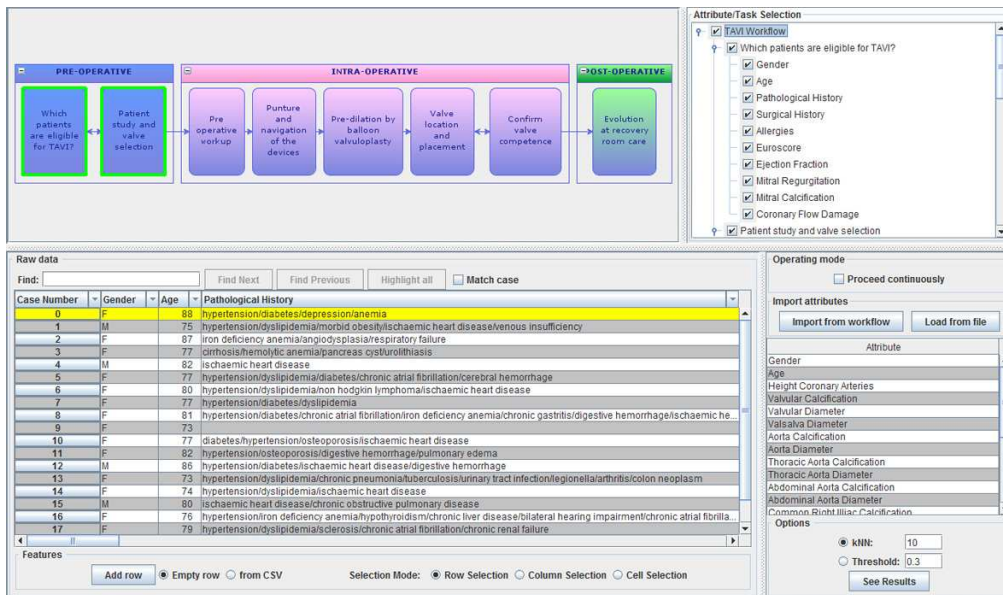 PRE-OPERATIVE
INTRA-OPERATIVE
POST-OPERATIVE
Which
patients
are eligible
for TAVI?
Patient
study and
valve
selection
Pre
operative
workup
Punture
and
navigation
of the
devices
Pre-dilation by
balloon
valvuloplasty
Valve
location
and
placement
Confirm
valve
competence
Evolution
at recovery
room care
Attribute/Task Selection
TAVI Workflow
Which patients are eligible for TAVI?
Gender
Age
Pathological History
Surgical History
Allergies
Euroscore
Ejection Fraction
Mitral Regurgitation
Mitral Calcification
Coronary Flow Damage
Patient study and valve selection
Raw data
Find: Find Next Find Previous Highlight all Match case
Case Number Gender Age Pathological History
0 F 88 hypertension/diabetes/depression/anemia
1 M 75 hypertension/dyslipidemia/morbid obesity/ischaemic heart disease/venous insufficiency
2 F 87 iron deficiency anemia/angiodysplasia/respiratory failure
3 F 77 cirrhosis/hemolytic anemia/pancreas cyst/urolithiasis
4 M 82 ischaemic heart disease
5 F 77 hypertension/dyslipidemia/diabetes/chronic atrial fibrillation/cerebral hemorrhage
6 F 80 hypertension/dyslipidemia/non hodgkin lymphoma/ischaemic heart disease
7 F 77 hypertension/diabetes/dyslipidemia
8 F 81 hypertension/diabetes/chronic atrial fibrillation/iron deficiency anemia/chronic gastritis/digestive hemorrhage/ischaemic he...
9 F 73
10 F 77 diabetes/hypertension/osteoporosis/ischaemic heart disease
11 F 82 hypertension/osteoporosis/digestive hemorrhage/pulmonary edema
12 M 86 hypertension/diabetes/ischaemic heart disease/digestive hemorrhage
13 F 73 hypertension/dyslipidemia/chronic pneumonia/tuberculosis/urinary tract infection/legionella/arthritis/colon neoplasm
14 F 74 hypertension/dyslipidemia/ischaemic heart disease
15 M 80 ischaemic heart disease/chronic obstructive pulmonary disease
16 F 76 hypertension/iron deficiency anemia/hypothyroidism/chronic liver disease/bilateral hearing impairment/chronic atrial fibrilla...
17 F 79 hypertension/dyslipidemia/sclerosis/chronic atrial fibrillation/chronic renal failure
Features
Add row Empty row from CSV Selection Mode: Row Selection Column Selection Cell Selection
Operating mode
Proceed continuously
Import attributes
Import from workflow Load from file
Attribute
Gender
Age
Height Coronary Arteries
Valvular Calcification
Valvular Diameter
Valsalva Diameter
Aorta Calcification
Aorta Diameter
Thoracic Aorta Calcification
Thoracic Aorta Diameter
Abdominal Aorta Calcification
Abdominal Aorta Diameter
Common Right Illiac Calcification
Options
kNN: 10
Threshold: 0.3
See Results